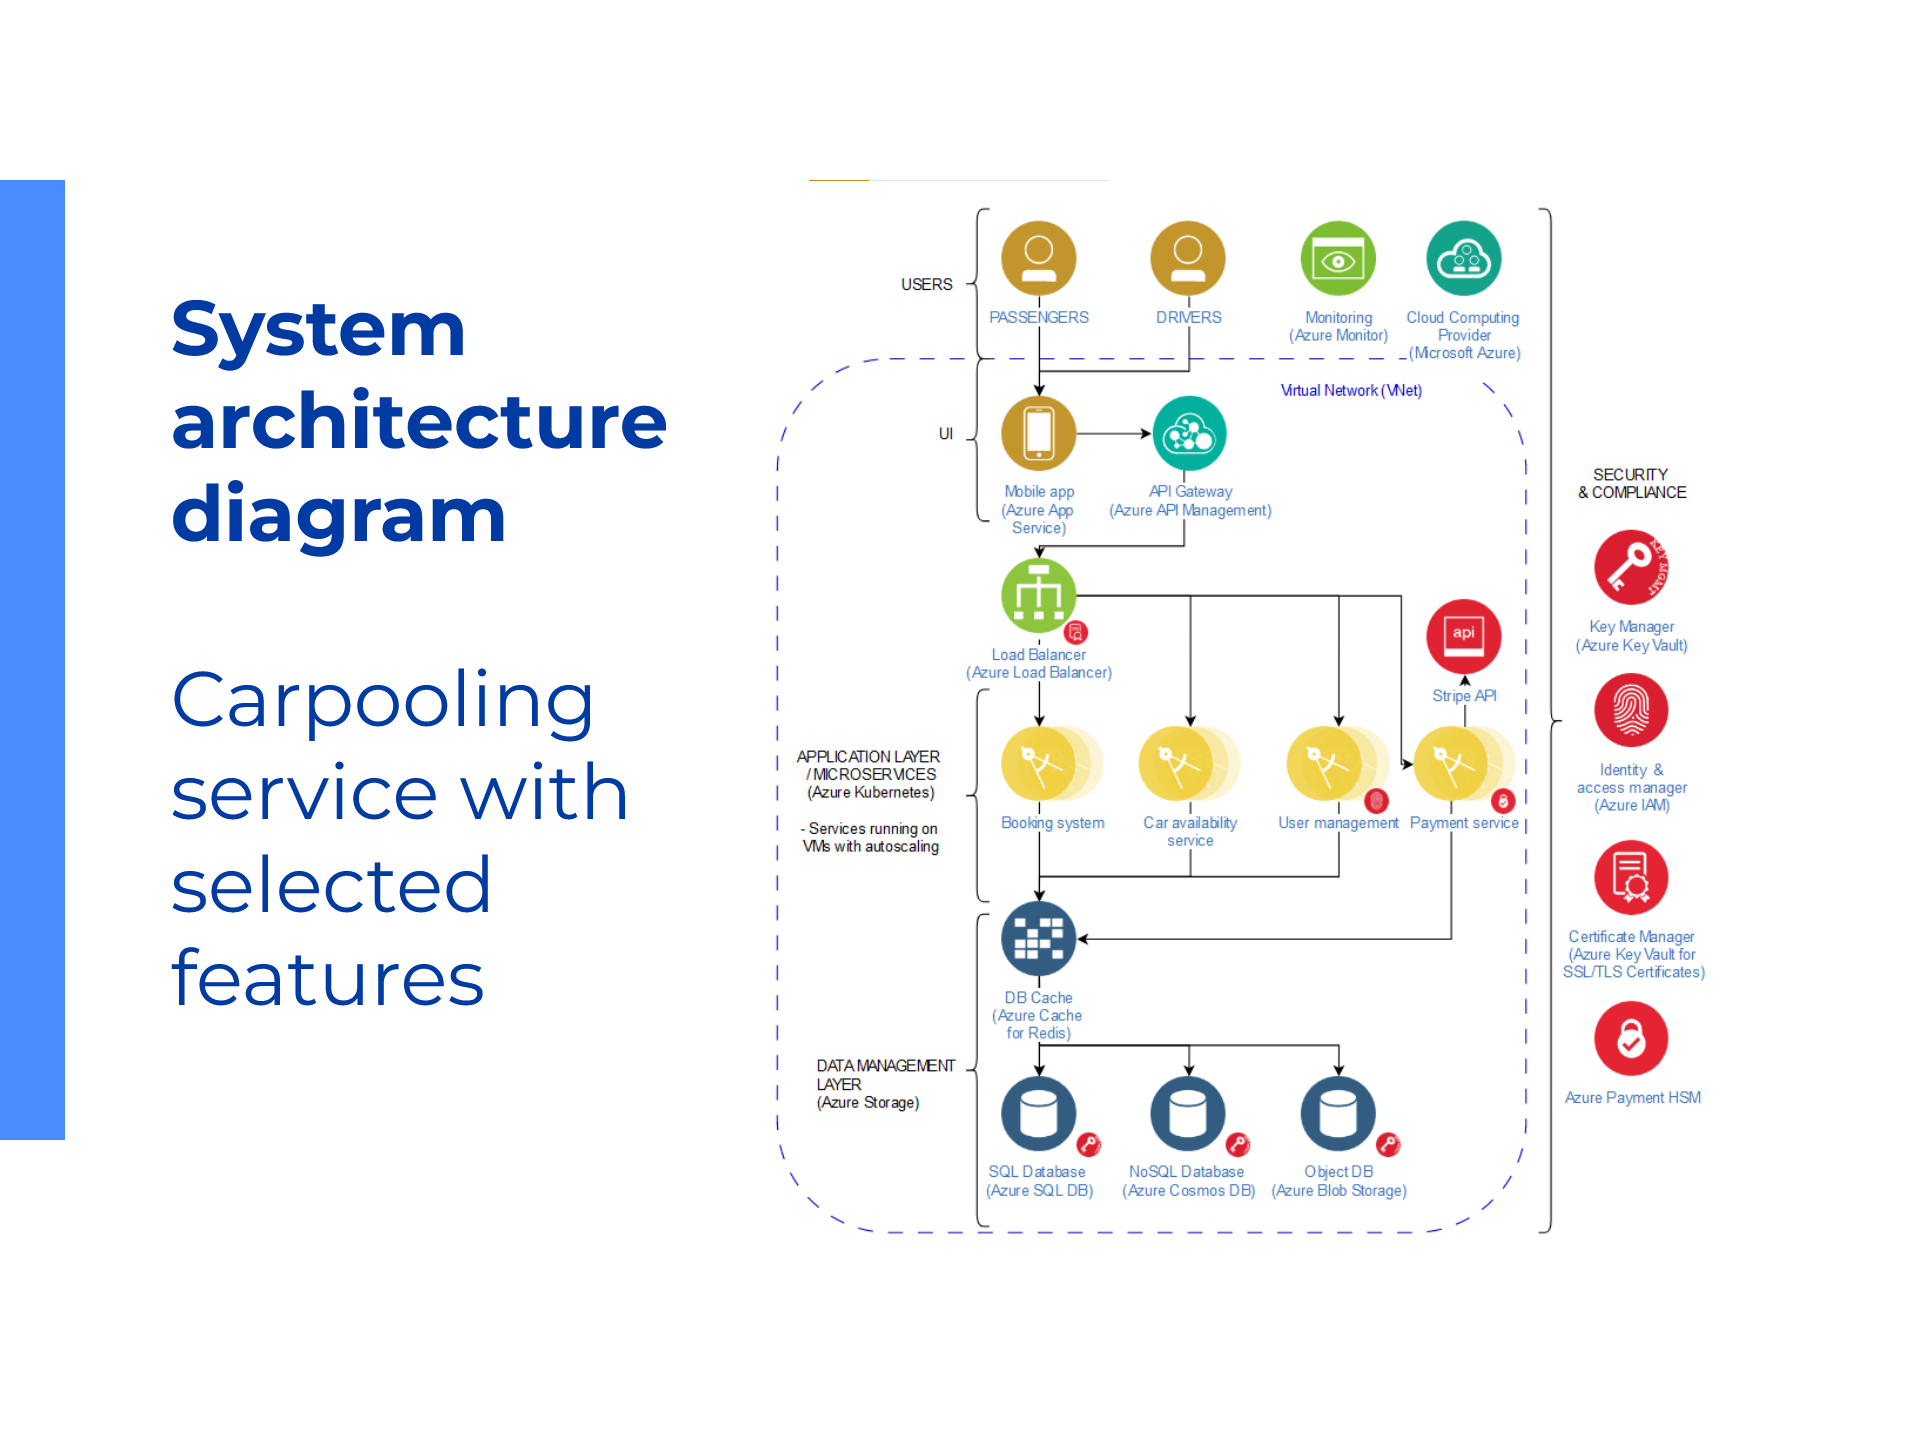 System
architecture
diagram
Carpooling
service with
selected
features
USERS
PASSENGERS
DRIVERS
Monitoring
(Azure Monitor)
Cloud Computing
Provider
(Microsoft Azure)
Virtual Network (VNet)
UI
Mobile app
(Azure App
Service)
API Gateway
(Azure API Management)
Load Balancer
(Azure Load Balancer)
api
Stripe API
APPLICATION LAYER
/ MICROSERVICES
(Azure Kubernetes)
- Services running on
VMs with autoscaling
Booking system
Car availability
service
User management
Payment service
DB Cache
(Azure Cache
for Redis)
DATA MANAGEMENT
LAYER
(Azure Storage)
SQL Database
(Azure SQL DB)
NoSQL Database
(Azure Cosmos DB)
Object DB
(Azure Blob Storage)
SECURITY
& COMPLIANCE
KEY MGMT
Key Manager
(Azure Key Vault)
Identity &
access manager
(Azure IAM)
Certificate Manager
(Azure Key Vault for
SSL/TLS Certificates)
Azure Payment HSM